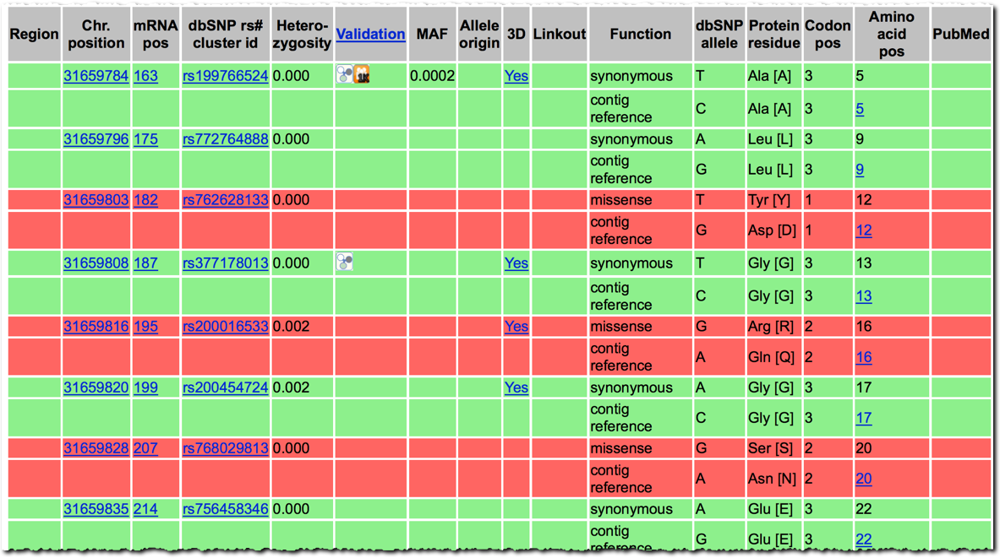 Region Chr. position mRNA pos dbSNP rs# cluster id Hetero-zygosity Validation MAF Allele origin 3D Linkout Function dbSNP allele Protein residue Codon pos Amino acid pos PubMed
31659784 163 rs199766524 0.000 1K 0.0002 Yes synonymous T Ala [A] 3 5
contig reference C Ala [A] 3 5
31659796 175 rs772764888 0.000 synonymous A Leu [L] 3 9
contig reference G Leu [L] 3 9
31659803 182 rs762628133 0.000 missense T Tyr [Y] 1 12
contig reference G Asp [D] 1 12
31659808 187 rs377178013 0.000 Yes synonymous T Gly [G] 3 13
contig reference C Gly [G] 3 13
31659816 195 rs200016533 0.002 Yes missense G Arg [R] 2 16
contig reference A Gln [Q] 2 16
31659820 199 rs200454724 0.002 Yes synonymous A Gly [G] 3 17
contig reference C Gly [G] 3 17
31659828 207 rs768029813 0.000 missense G Ser [S] 2 20
contig reference A Asn [N] 2 20
31659835 214 rs756458346 0.000 synonymous A Glu [E] 3 22
contig reference G Glu [E] 3 22